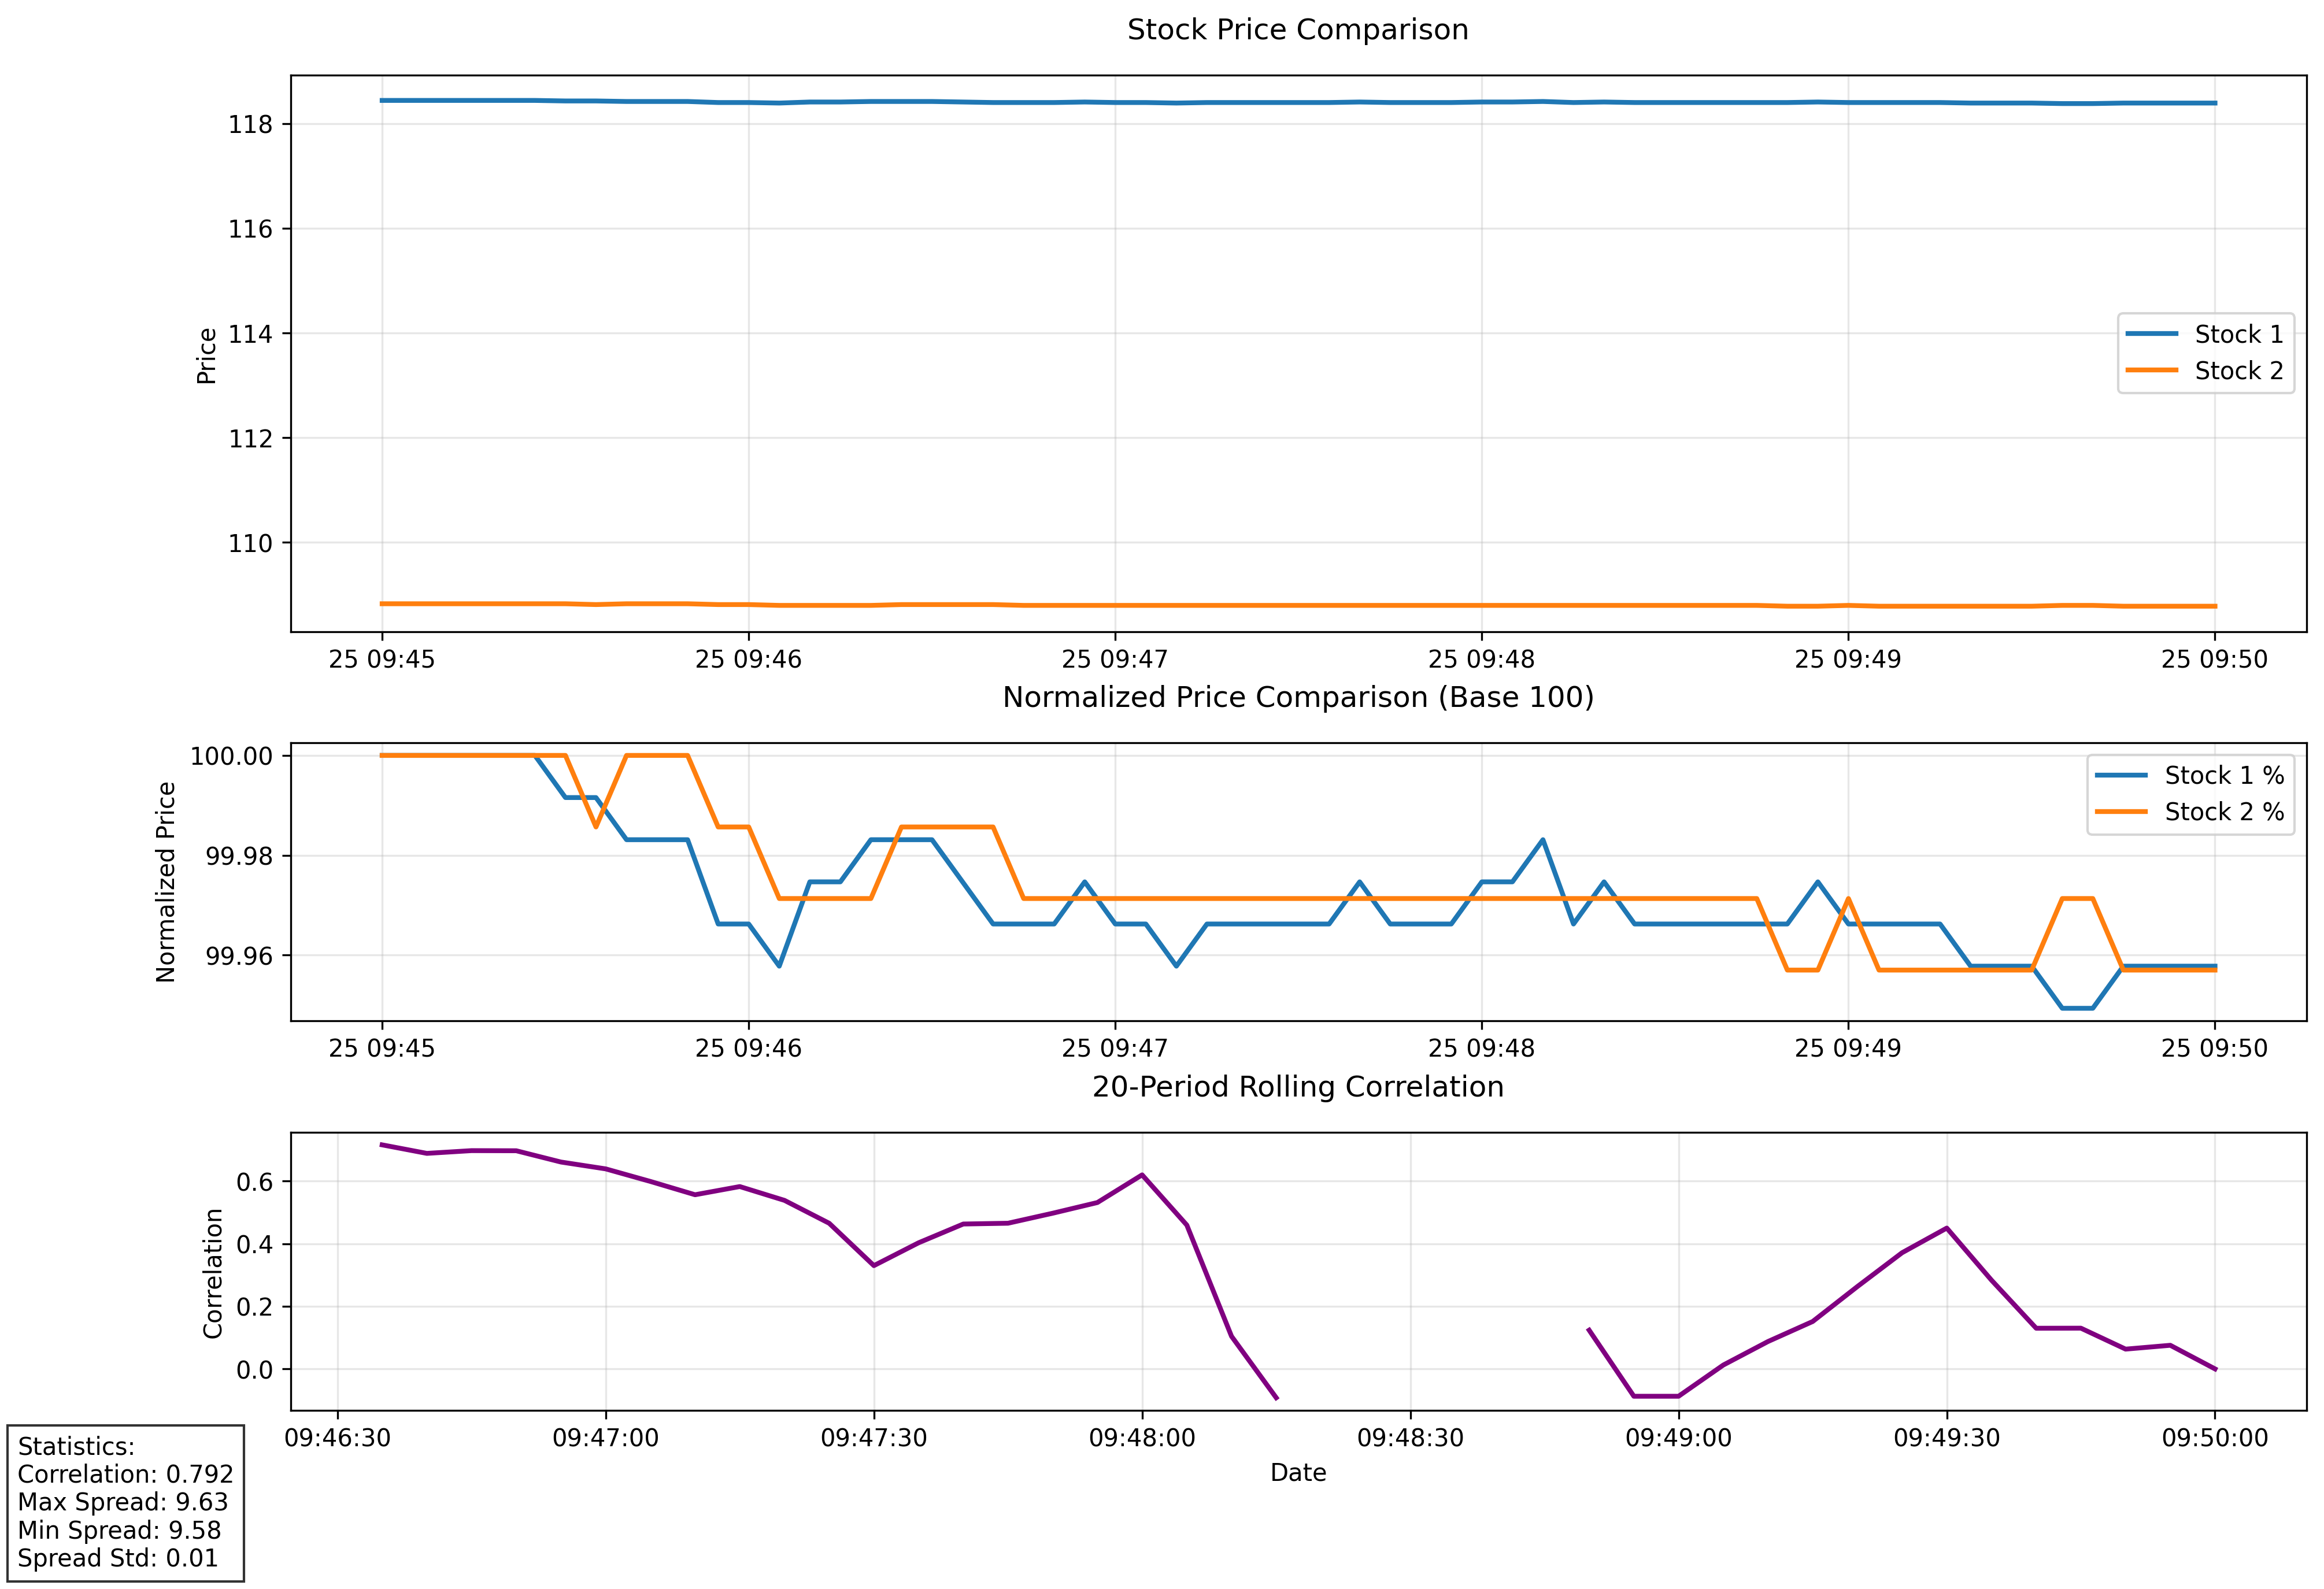 Stock Price Comparison
118
116
114
112
110
Price
Stock 1
Stock 2
25 09:45
25 09:46
25 09:47
25 09:48
25 09:49
25 09:50
Normalized Price Comparison (Base 100)
100.00
99.98
99.96
Normalized Price
Stock 1 %
Stock 2 %
25 09:45
25 09:46
25 09:47
25 09:48
25 09:49
25 09:50
20-Period Rolling Correlation
0.6
0.4
0.2
0.0
Correlation
09:46:30
09:47:00
09:47:30
09:48:00
09:48:30
09:49:00
09:49:30
09:50:00
Date
Statistics:
Correlation: 0.792
Max Spread: 9.63
Min Spread: 9.58
Spread Std: 0.01